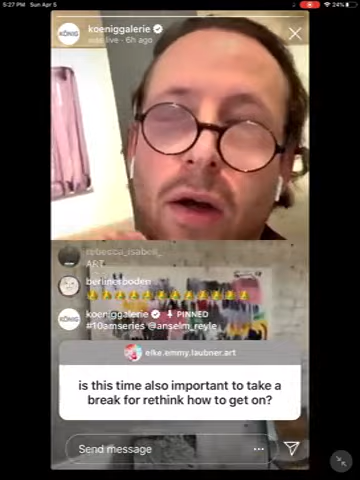 5:27 PM Sun Apr 5
24%
KÖNIG
koeniggalerie
was live · 6h ago
rebecca_isabell_
ART
berlinerboden
KÖNIG
koeniggalerie PINNED
#10amseries @anselm_reyle
elke.emmy.laubner.art
is this time also important to take a
break for rethink how to get on?
Send message